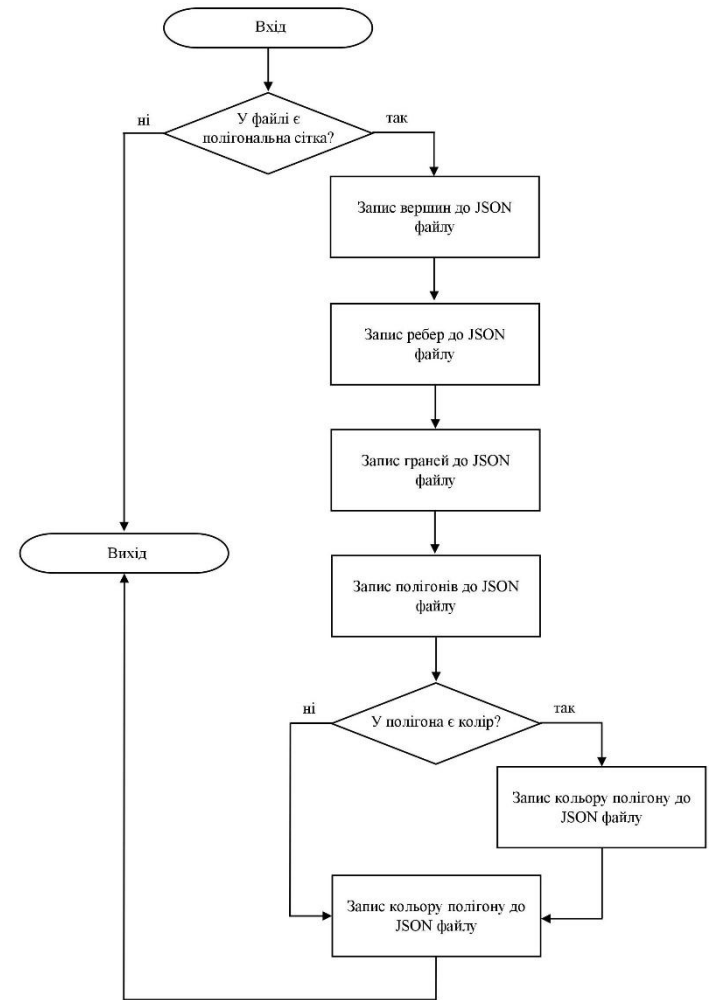 Вхід
У файлі є
полігональна сітка?
ні
так
Запис вершин до JSON
файлу
Запис ребер до JSON
файлу
Запис граней до JSON
файлу
Вихід
Запис полігонів до JSON
файлу
У полігона є колір?
ні
так
Запис кольору полігону до
JSON файлу
Запис кольору полігону до
JSON файлу